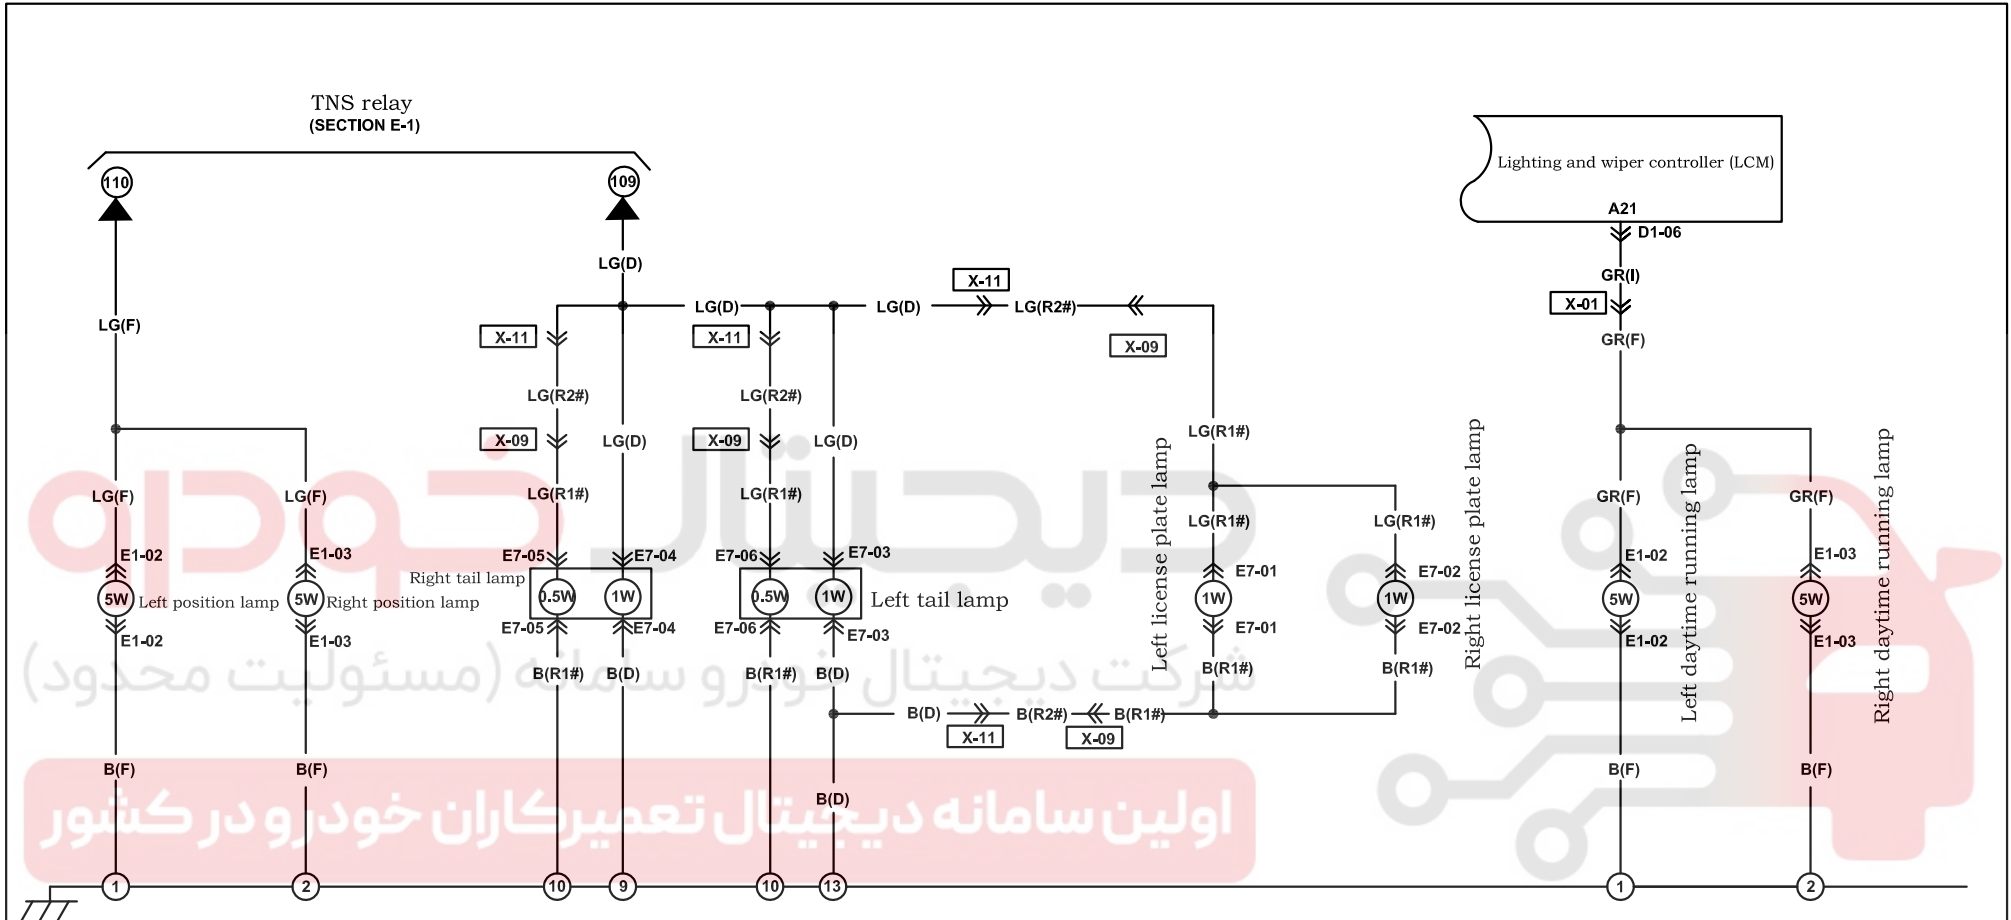 TNS relay
(SECTION E-1)
110
109
Lighting and wiper controller (LCM)
A21
D1-06
LG(D)
GR(I)
X-11
X-01
LG(F)
LG(D)
LG(D)
LG(R2#)
GR(F)
X-11
X-11
X-09
LG(R2#)
LG(R2#)
X-09
LG(D)
X-09
LG(D)
LG(R1#)
LG(F)
LG(F)
LG(R1#)
LG(R1#)
LG(R1#)
LG(R1#)
GR(F)
GR(F)
دیجیتال خودرو
E1-02
E1-03
E7-05
E7-04
E7-06
E7-03
E7-01
E7-02
E1-02
E1-03
5W
Left position lamp
5W
Right position lamp
Right tail lamp
0.5W
1W
0.5W
1W
Left tail lamp
1W
Left license plate lamp
1W
Right license plate lamp
5W
Left daytime running lamp
5W
Right daytime running lamp
E1-02
E1-03
E7-05
E7-04
E7-06
E7-03
E7-01
E7-02
E1-02
E1-03
شرکت دیجیتال خودرو سامانه (مسئولیت محدود)
B(R1#)
B(D)
B(R1#)
B(D)
B(R1#)
B(R1#)
B(D)
B(R2#)
B(R1#)
X-11
X-09
B(F)
B(F)
B(D)
B(F)
B(F)
اولین سامانه دیجیتال تعمیرکاران خودرو در کشور
1
2
10
9
10
13
1
2